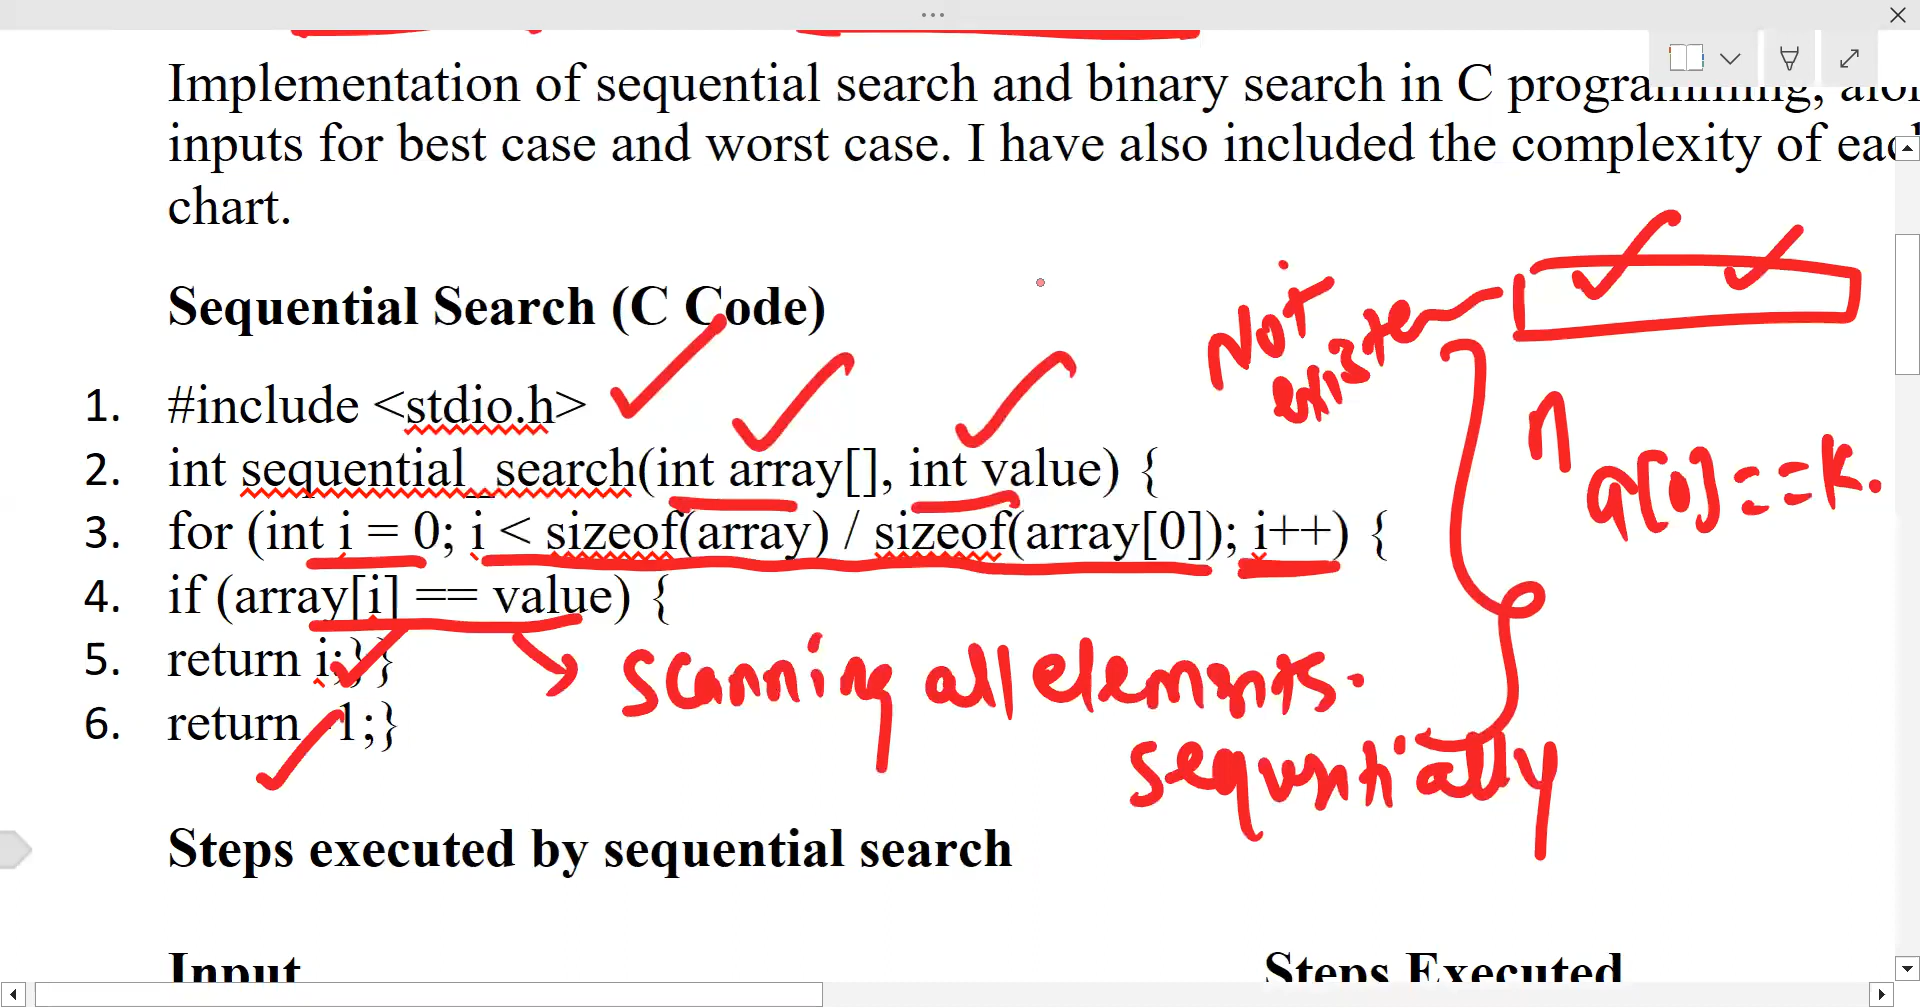 Implementation of sequential search and binary search in C programming, alon
inputs for best case and worst case. I have also included the complexity of eac
chart.
Sequential Search (C Code)
1. #include <stdio.h>
2. int sequential_search(int array[], int value) {
3. for (int i = 0; i < sizeof(array) / sizeof(array[0]); i++) {
4. if (array[i] == value) {
5. return i;}}
6. return -1;}
Not
existe
n
a[0]==k.
scanning all elements.
sequentially
Steps executed by sequential search
Input
Steps Executed